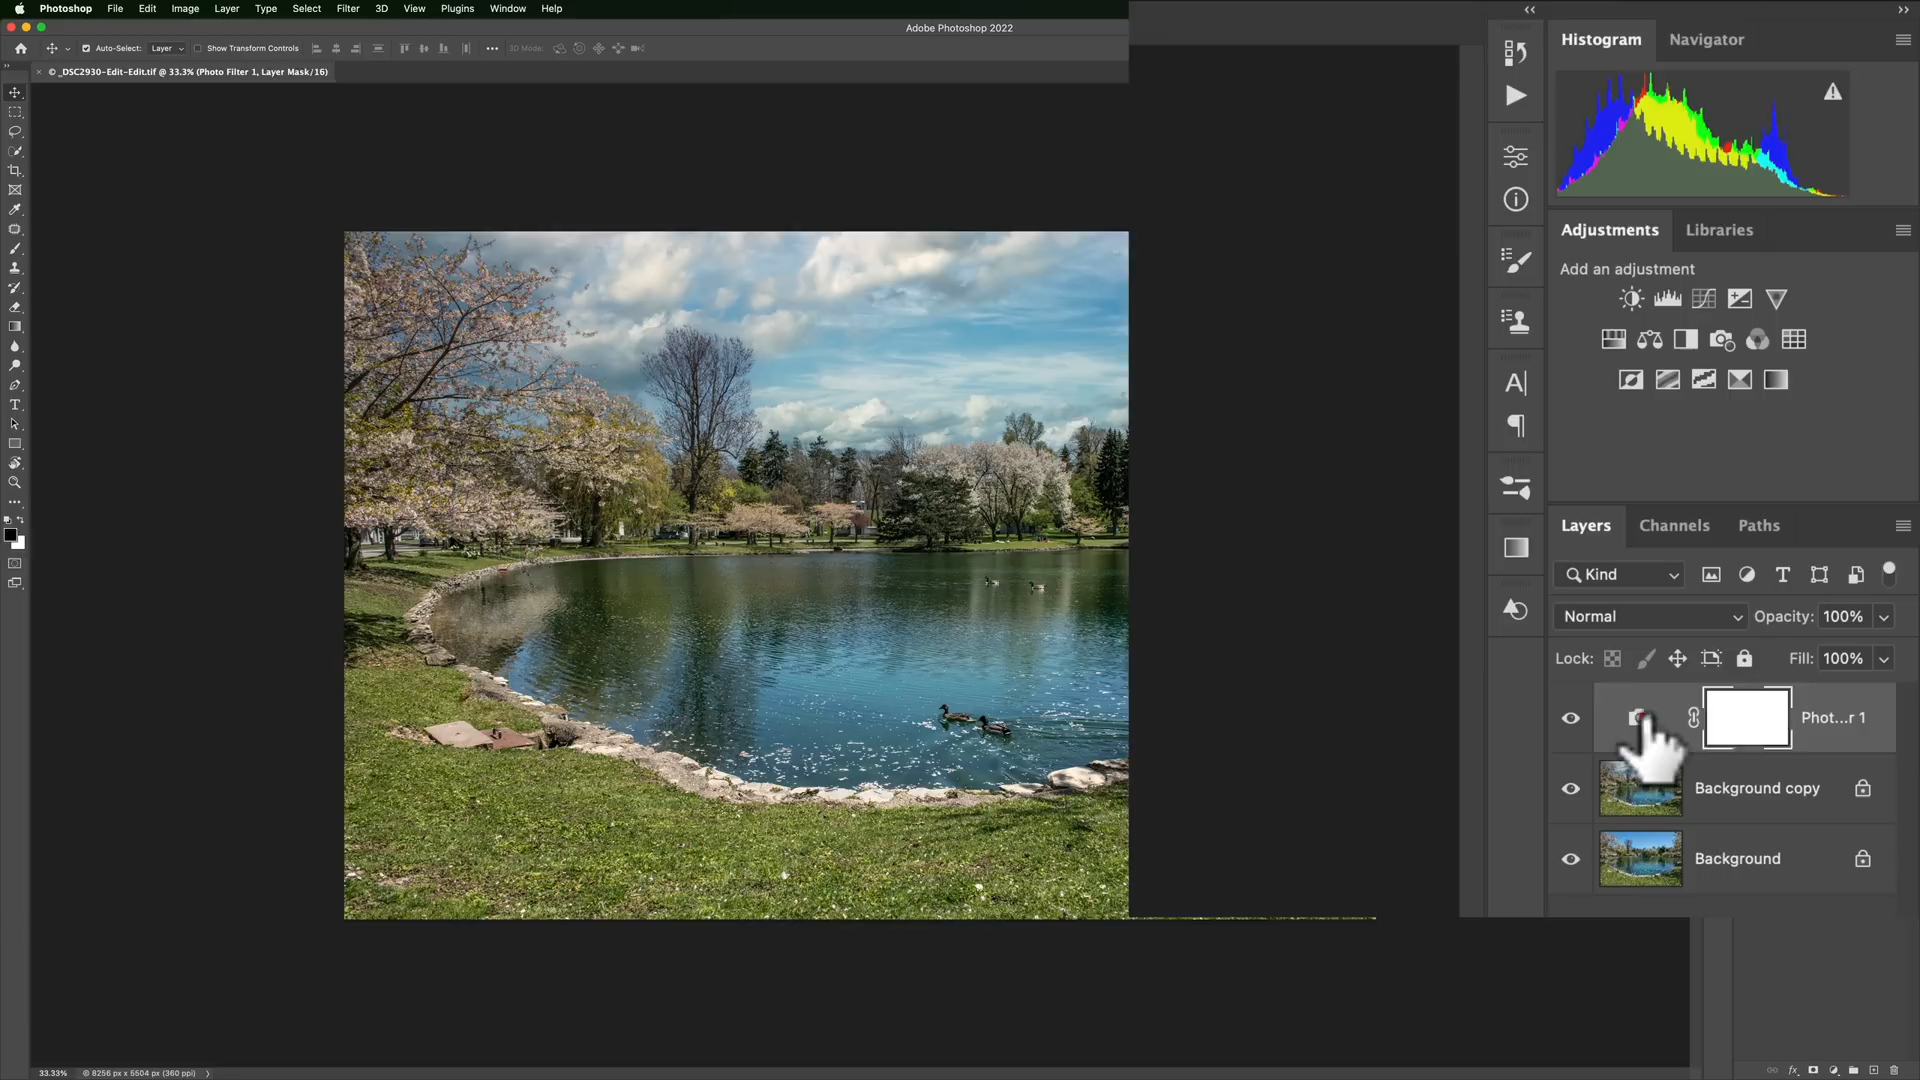 Photoshop File Edit Image Layer Type Select Filter 3D View Plugins Window Help
Adobe Photoshop 2022
Auto-Select: Layer Show Transform Controls 3D Mode:
© _DSC2930-Edit-Edit.tif @ 33.3% (Photo Filter 1, Layer Mask/16)
Histogram Navigator
Adjustments Libraries
Add an adjustment
Layers Channels Paths
Kind
Normal Opacity: 100%
Lock: Fill: 100%
Phot...r 1
Background copy
Background
33.33% 8256 px x 5504 px (360 ppi)